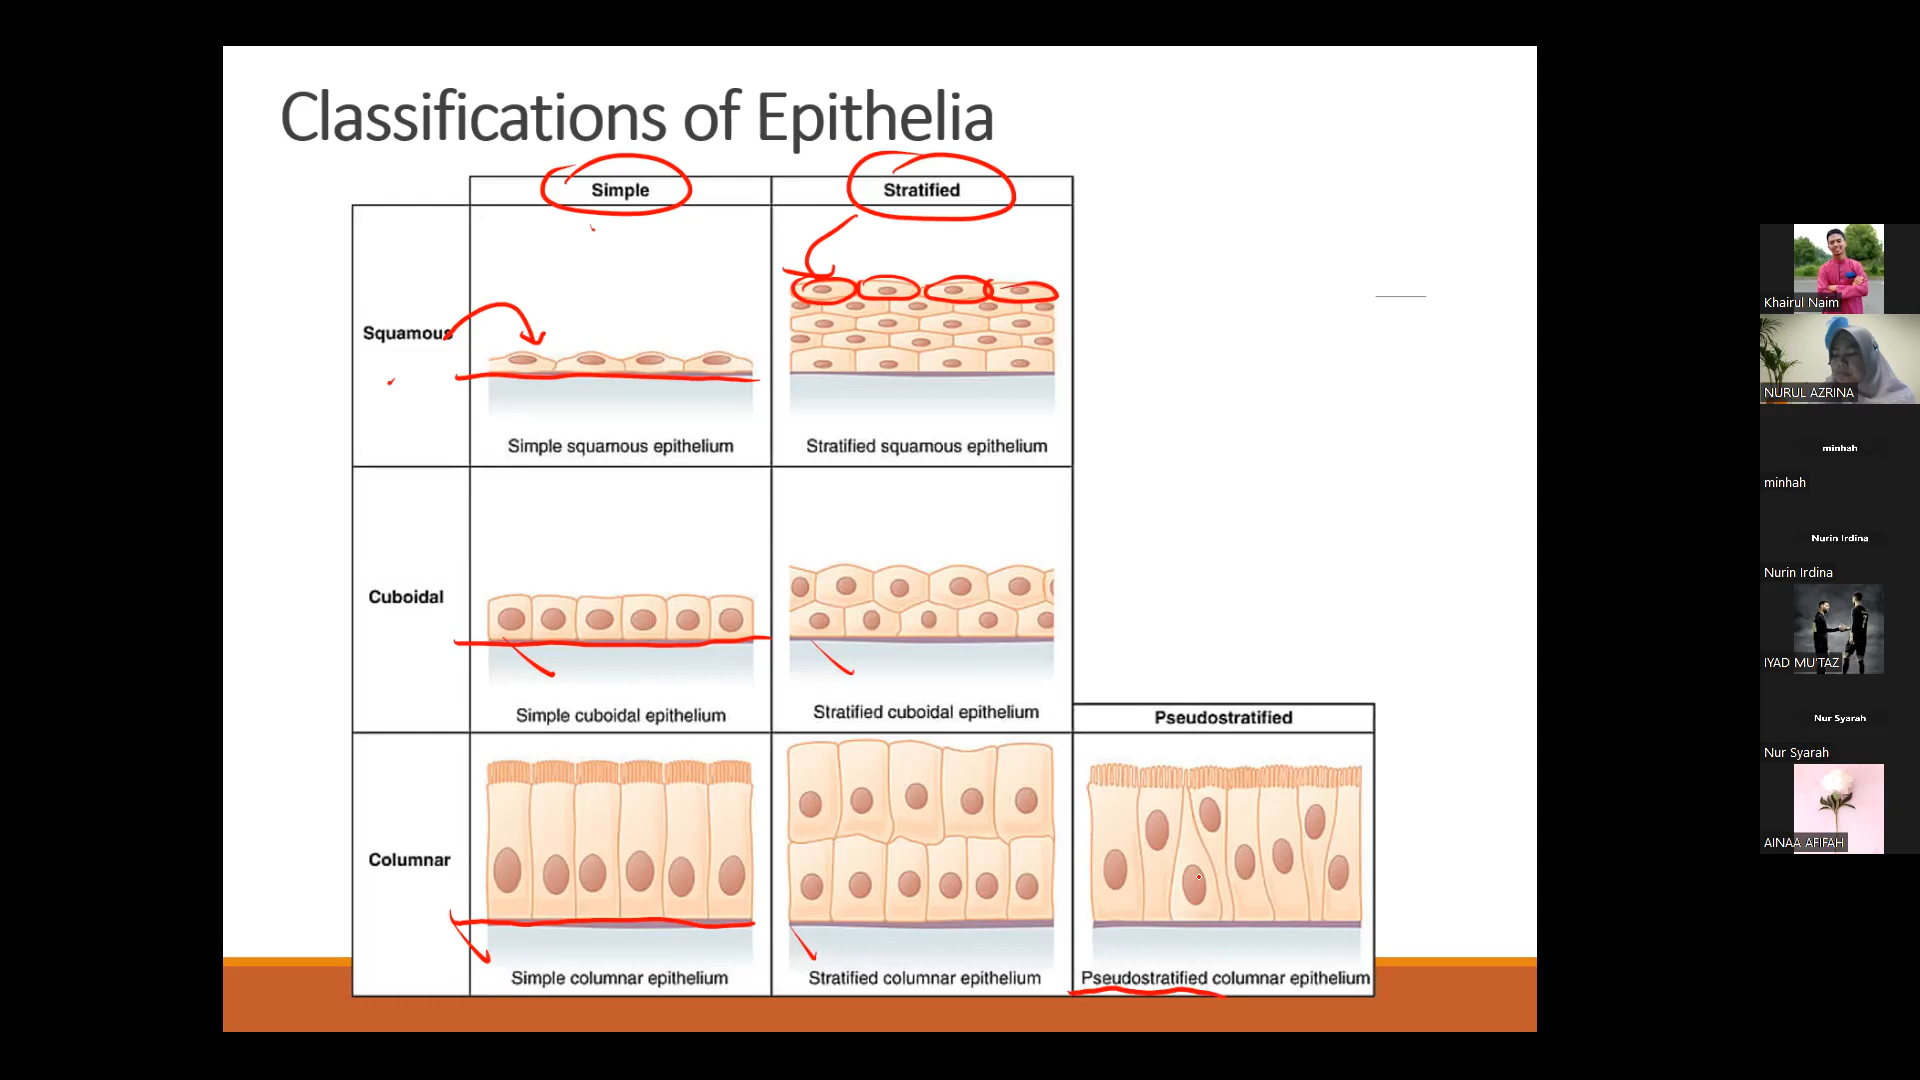 Classifications of Epithelia
Simple
Stratified
Squamous
Simple squamous epithelium
Stratified squamous epithelium
Cuboidal
Simple cuboidal epithelium
Stratified cuboidal epithelium
Pseudostratified
Columnar
Simple columnar epithelium
Stratified columnar epithelium
Pseudostratified columnar epithelium
Khairul Naim
NURUL AZRINA
minhah
minhah
Nurin Irdina
Nurin Irdina
IYAD MU'TAZ
Nur Syarah
Nur Syarah
AINAA AFIFAH